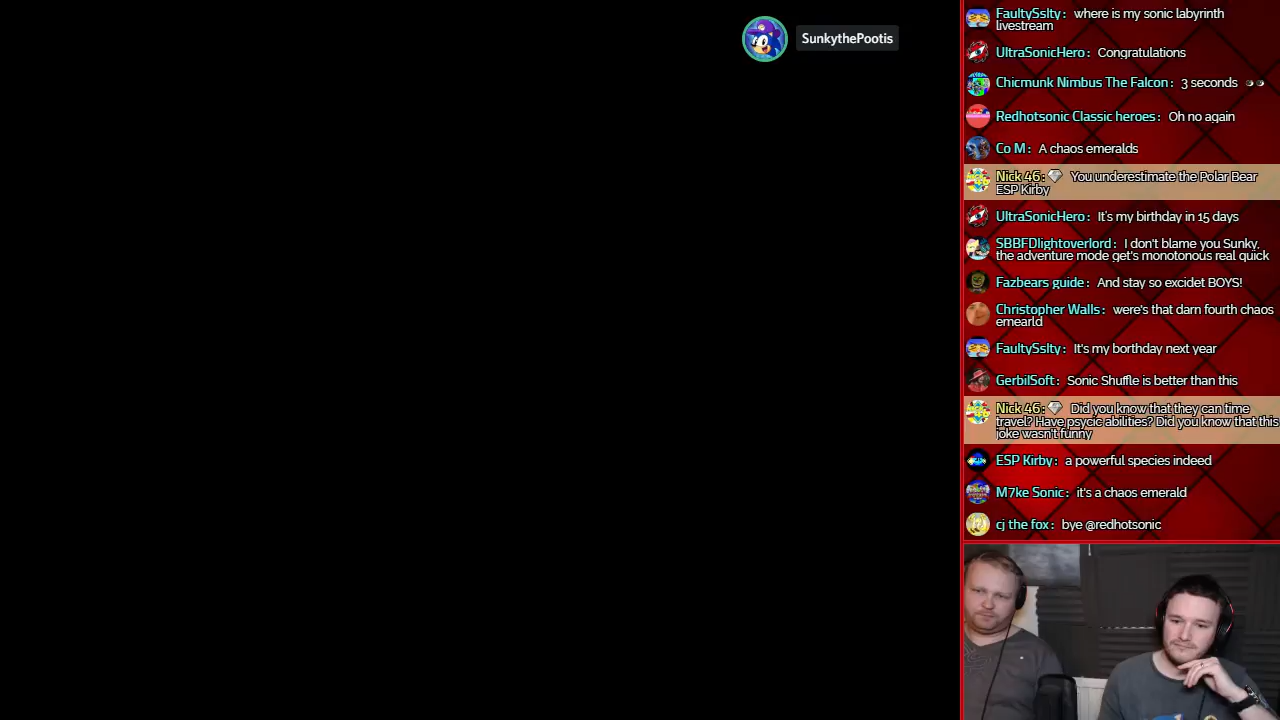 SunkythePootis
FaultySslty: where is my sonic labyrinth
livestream
UltraSonicHero: Congratulations
Chicmunk Nimbus The Falcon: 3 seconds
Redhotsonic Classic heroes: Oh no again
Co M: A chaos emeralds
Nick 46: You underestimate the Polar Bear
ESP Kirby
UltraSonicHero: It's my birthday in 15 days
SBBFDlightoverlord: I don't blame you Sunky,
the adventure mode get's monotonous real quick
Fazbears guide: And stay so excidet BOYS!
Christopher Walls: were's that darn fourth chaos
emearld
FaultySslty: It's my borthday next year
GerbilSoft: Sonic Shuffle is better than this
Nick 46: Did you know that they can time
travel? Have psycic abilities? Did you know that this
joke wasn't funny
ESP Kirby: a powerful species indeed
M7ke Sonic: it's a chaos emerald
cj the fox: bye @redhotsonic